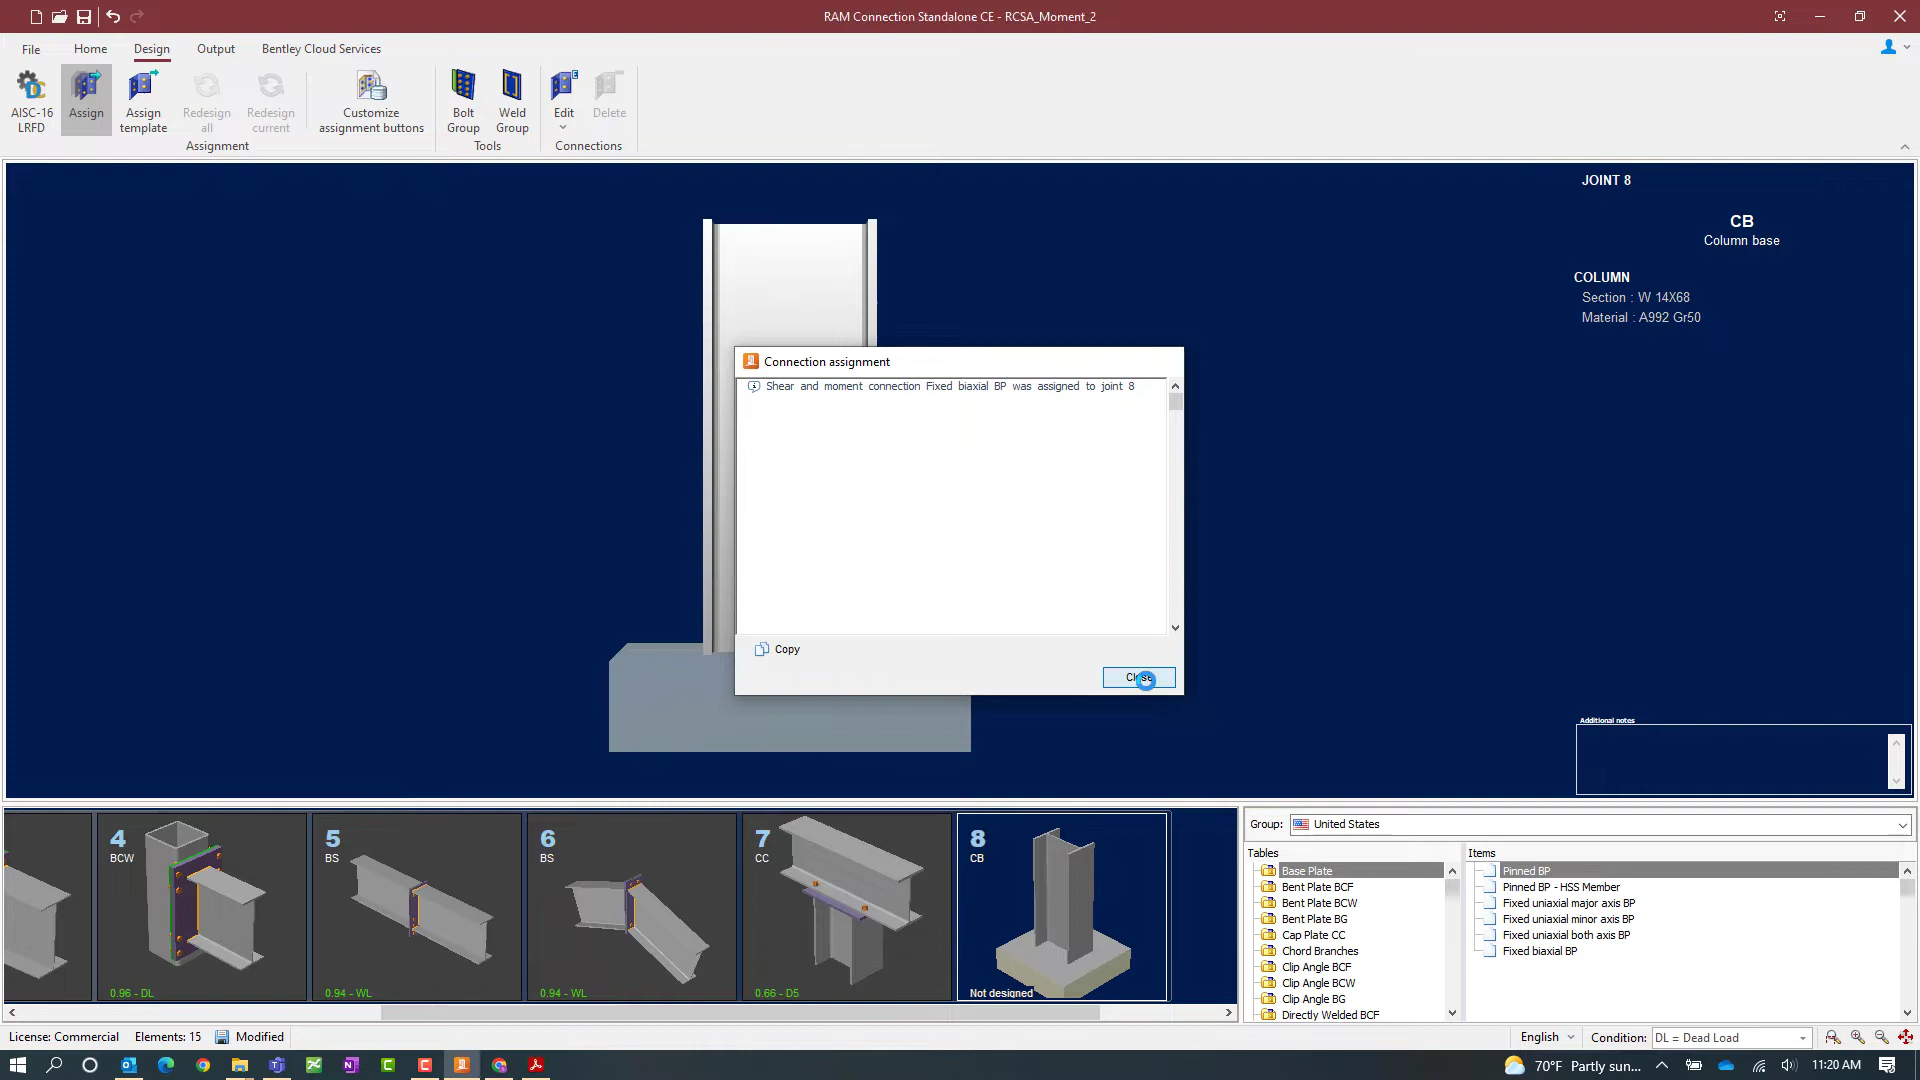 RAM Connection Standalone CE - RCSA_Moment_2
File
Home
Design
Output
Bentley Cloud Services
AISC-16
LRFD
Assign
Assign
template
Redesign
all
Redesign
current
Customize
assignment buttons
Bolt
Group
Weld
Group
Edit
Delete
Assignment
Tools
Connections
JOINT 8
CB
Column base
COLUMN
Section : W 14X68
Material : A992 Gr50
Connection assignment
Shear and moment connection Fixed biaxial BP was assigned to joint 8
Copy
Close
Additional notes
4
BCW
0.96 - DL
5
BS
0.94 - WL
6
BS
0.94 - WL
7
CC
0.66 - D5
8
CB
Not designed
Group: United States
Tables
Base Plate
Bent Plate BCF
Bent Plate BCW
Bent Plate BG
Cap Plate CC
Chord Branches
Clip Angle BCF
Clip Angle BCW
Clip Angle BG
Directly Welded BCF
Items
Pinned BP
Pinned BP - HSS Member
Fixed uniaxial major axis BP
Fixed uniaxial minor axis BP
Fixed uniaxial both axis BP
Fixed biaxial BP
License: Commercial
Elements: 15
Modified
English
Condition: DL = Dead Load
70°F Partly sun...
11:20 AM